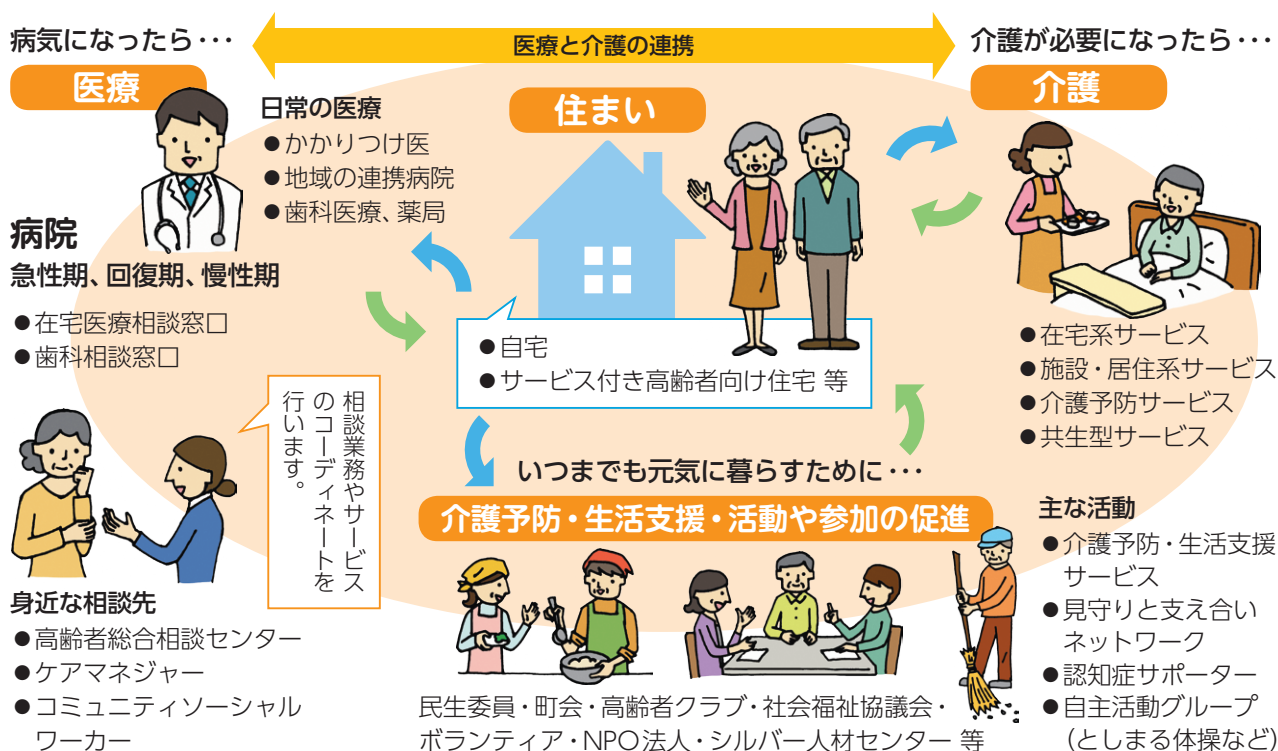 病気になったら・・・
医療と介護の連携
介護が必要になったら・・・
医療
住まい
介護
日常の医療
●かかりつけ医
●地域の連携病院
●歯科医療、薬局
病院
急性期、回復期、慢性期
●在宅医療相談窓口
●歯科相談窓口
●自宅
●サービス付き高齢者向け住宅 等
●在宅系サービス
●施設・居住系サービス
●介護予防サービス
●共生型サービス
相談業務やサービス
のコーディネートを
行います。
身近な相談先
●高齢者総合相談センター
●ケアマネジャー
●コミュニティソーシャル
ワーカー
いつまでも元気に暮らすために・・・
介護予防・生活支援・活動や参加の促進
民生委員・町会・高齢者クラブ・社会福祉協議会・
ボランティア・NPO法人・シルバー人材センター 等
主な活動
●介護予防・生活支援
サービス
●見守りと支え合い
ネットワーク
●認知症サポーター
●自主活動グループ
（としまる体操など）